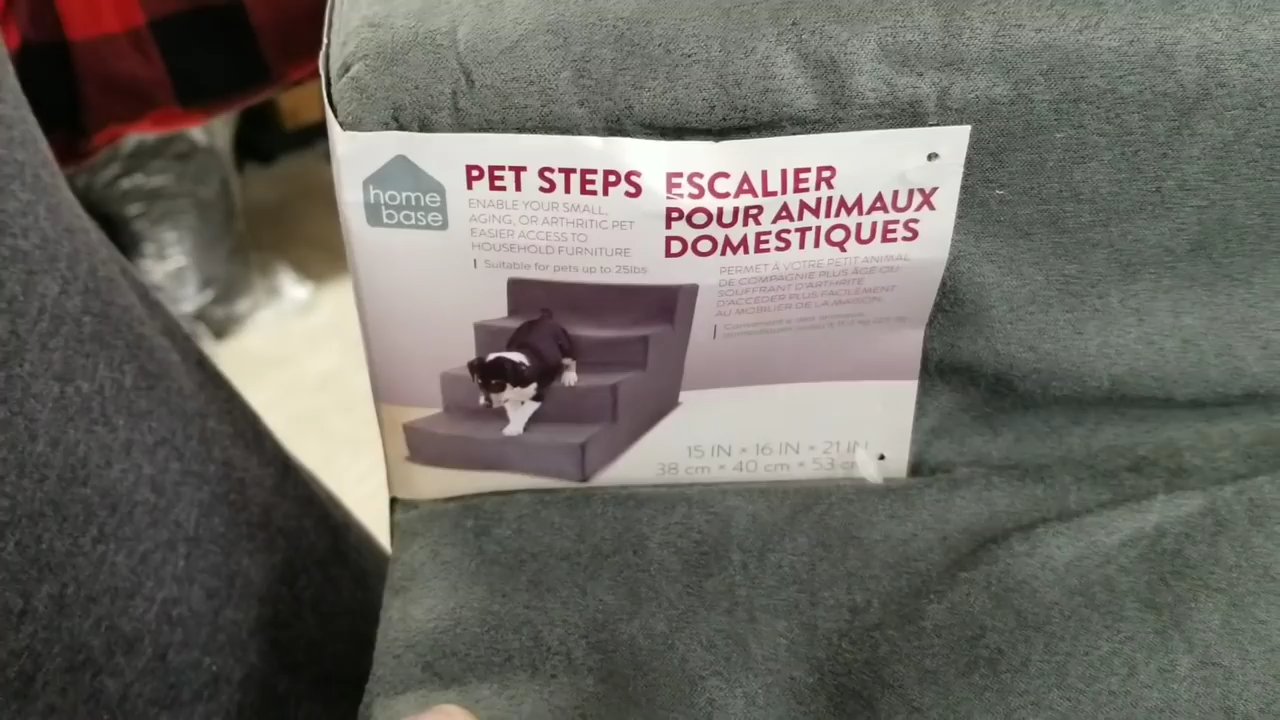 home
base
PET STEPS
ENABLE YOUR SMALL,
AGING, OR ARTHRITIC PET
EASIER ACCESS TO
HOUSEHOLD FURNITURE
Suitable for pets up to 25lbs
ESCALIER
POUR ANIMAUX
DOMESTIQUES
PERMET À VOTRE PETIT ANIMAL
DE COMPAGNIE PLUS ÂGÉ OU
SOUFFRANT D'ARTHRITE
D'ACCÉDER PLUS FACILEMENT
AU MOBILIER DE LA MAISON
15 IN × 16 IN × 21 IN
38 cm × 40 cm × 53 cm